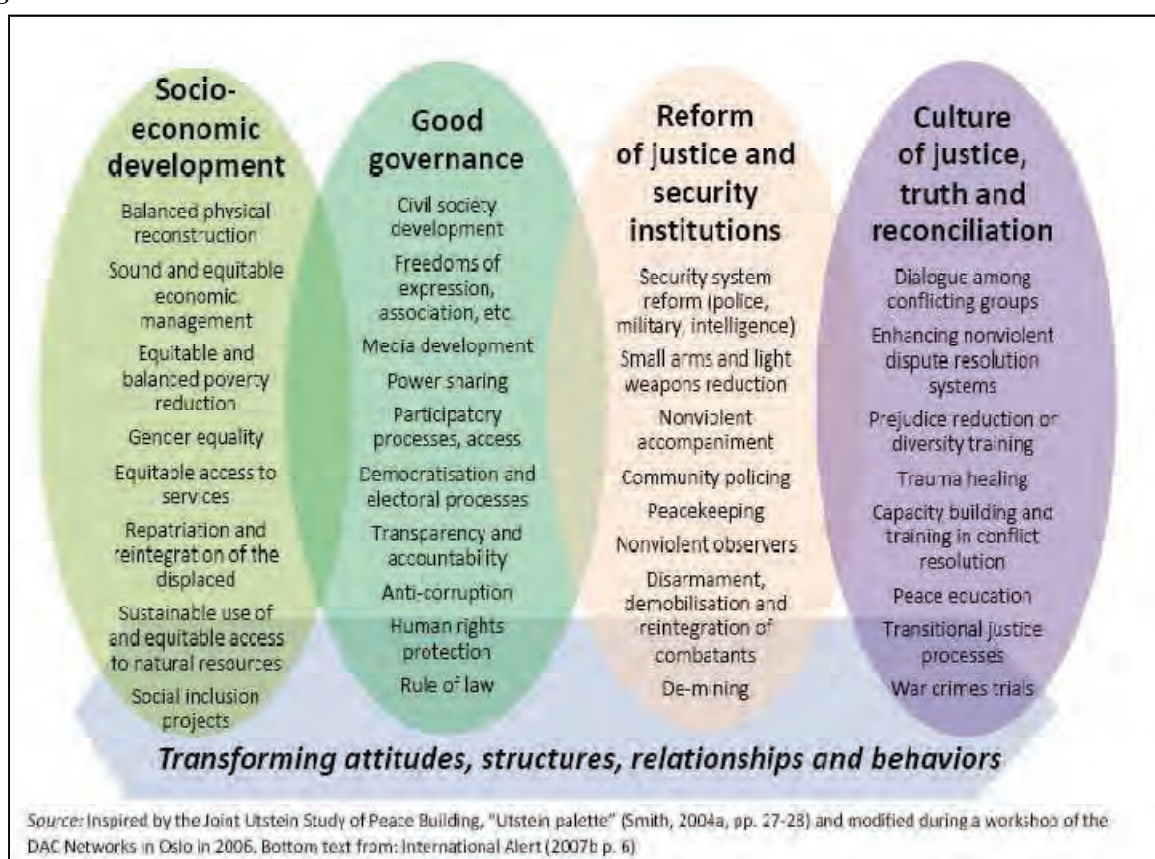 Socio-
economic
development
Balanced physical
reconstruction
Sound and equitable
economic
management
Equitable and
balanced poverty
reduction
Gender equality
Equitable access to
services
Repatriation and
reintegration of the
displaced
Sustainable use of
and equitable access
to natural resources
Social inclusion
projects
Good
governance
Civil society
development
Freedoms of
expression,
association, etc
Media development
Power sharing
Participatory
processes, access
Democratisation and
electoral processes
Transparency and
accountability
Anti-corruption
Human rights
protection
Rule of law
Reform
of justice and
security
institutions
Security system
reform (police,
military, intelligence)
Small arms and light
weapons reduction
Nonviolent
accompaniment
Community policing
Peacekeeping
Nonviolent observers
Disarmament,
demobilisation and
reintegration of
combatants
De-mining
Culture
of justice,
truth and
reconciliation
Dialogue among
conflicting groups
Enhancing nonviolent
dispute resolution
systems
Prejudice reduction or
diversity training
Trauma healing
Capacity building and
training in conflict
resolution
Peace education
Transitional justice
processes
War crimes trials
Transforming attitudes, structures, relationships and behaviors
Source: Inspired by the Joint Utstein Study of Peace Building, "Utstein palette" (Smith, 2004a, pp. 27-28) and modified during a workshop of the
DAC Networks in Oslo in 2006. Bottom text from: International Alert (2007b p. 6)